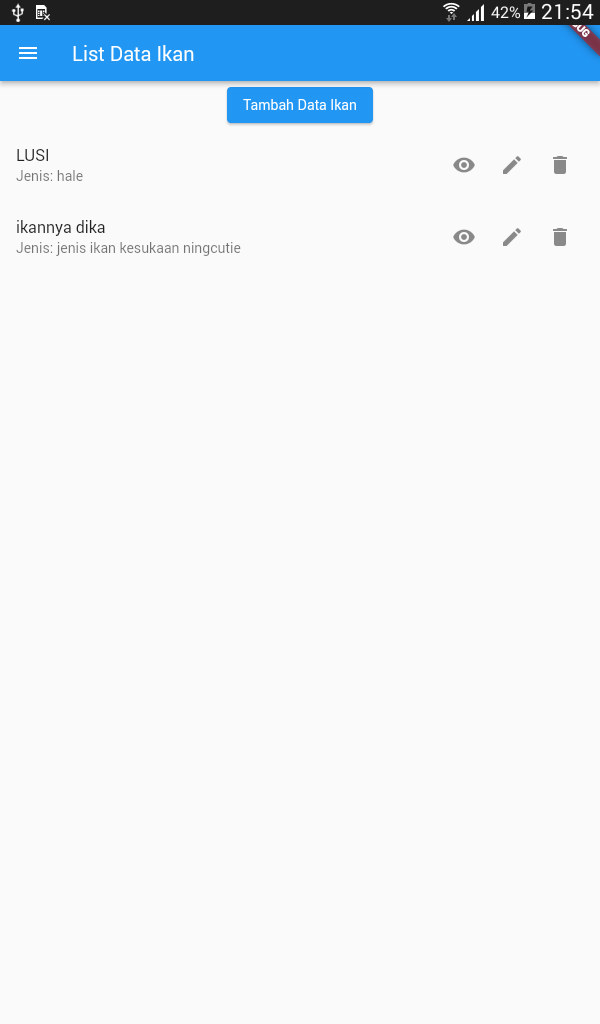 42% 21:54
List Data Ikan
Tambah Data Ikan
LUSI
Jenis: hale
ikannya dika
Jenis: jenis ikan kesukaan ningcutie